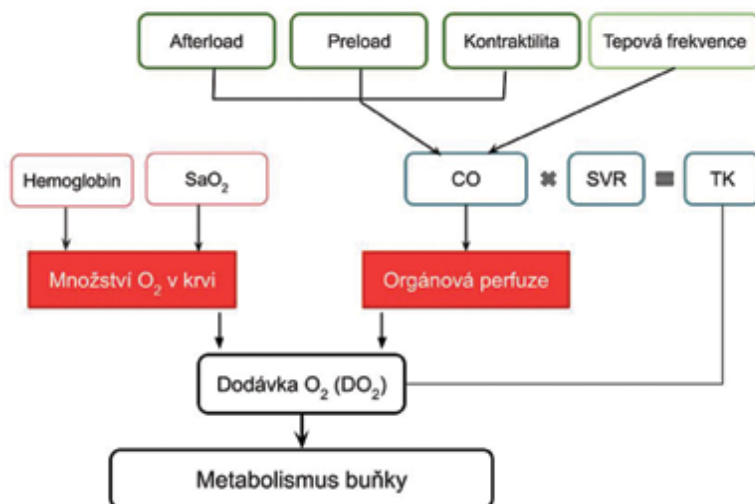 Afterload
Preload
Kontraktilita
Tepová frekvence
Hemoglobin
SaO₂
CO
✖
SVR
=
TK
Množství O₂ v krvi
Orgánová perfuze
Dodávka O₂ (DO₂)
Metabolismus buňky